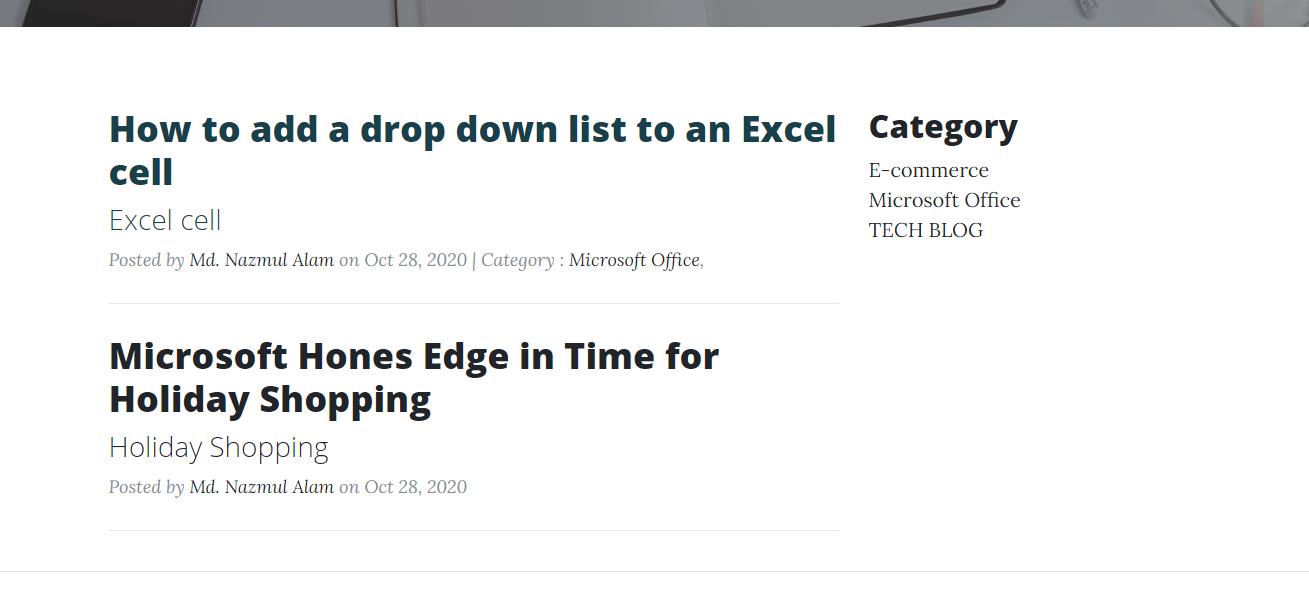 How to add a drop down list to an Excel
cell
Excel cell
Posted by Md. Nazmul Alam on Oct 28, 2020 | Category : Microsoft Office,
Microsoft Hones Edge in Time for
Holiday Shopping
Holiday Shopping
Posted by Md. Nazmul Alam on Oct 28, 2020
Category
E-commerce
Microsoft Office
TECH BLOG